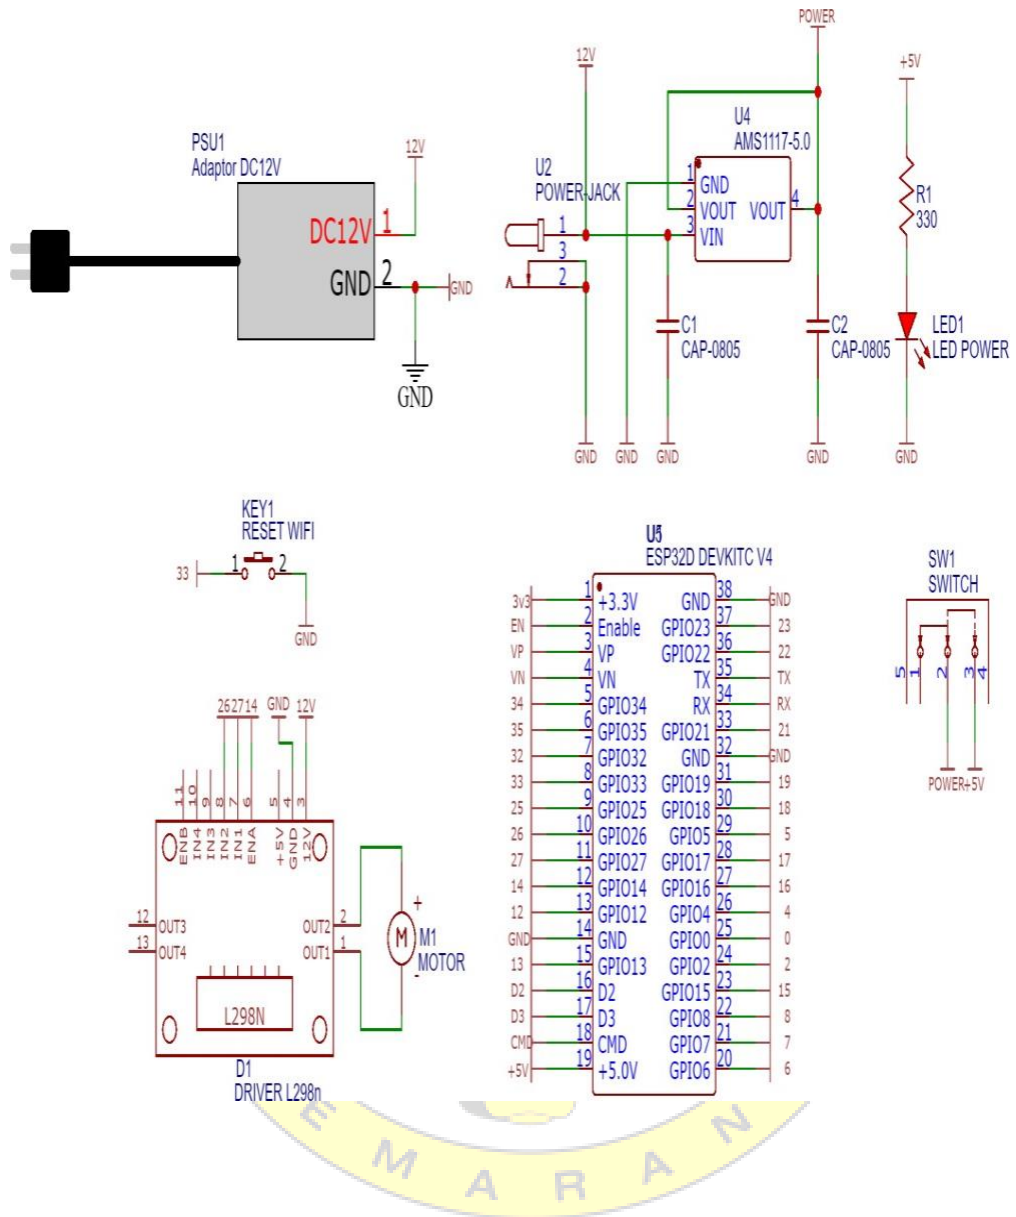 PSU1
Adaptor DC12V
12V
DC12V 1
GND 2
GND
GND
12V
U2
POWER-JACK
1
3
2
POWER
U4
AMS1117-5.0
1 GND
2 VOUT VOUT 4
3 VIN
C1
CAP-0805
C2
CAP-0805
GND
GND
GND
GND
+5V
R1
330
LED1
LED POWER
GND
KEY1
RESET WIFI
33 1 2
GND
26 27 14 GND 12V
11 10 9 8 7 6 5 4 3
ENB IN4 IN3 IN2 IN1 ENA +5V GND 12V
12 OUT3 OUT2 2
13 OUT4 OUT1 1
L298N
D1
DRIVER L298n
+
M M1
MOTOR
-
U5
ESP32D DEVKITC V4
3v3 1 +3.3V GND 38 GND
EN 2 Enable GPIO23 37 23
VP 3 VP GPIO22 36 22
VN 4 VN TX 35 TX
34 5 GPIO34 RX 34 RX
35 6 GPIO35 GPIO21 33 21
32 7 GPIO32 GND 32 GND
33 8 GPIO33 GPIO19 31 19
25 9 GPIO25 GPIO18 30 18
26 10 GPIO26 GPIO5 29 5
27 11 GPIO27 GPIO17 28 17
14 12 GPIO14 GPIO16 27 16
12 13 GPIO12 GPIO4 26 4
GND 14 GND GPIO0 25 0
13 15 GPIO13 GPIO2 24 2
D2 16 D2 GPIO15 23 15
D3 17 D3 GPIO8 22 8
CMD 18 CMD GPIO7 21 7
+5V 19 +5.0V GPIO6 20 6
SW1
SWITCH
5 1 2 3 4
POWER +5V
EMARAN